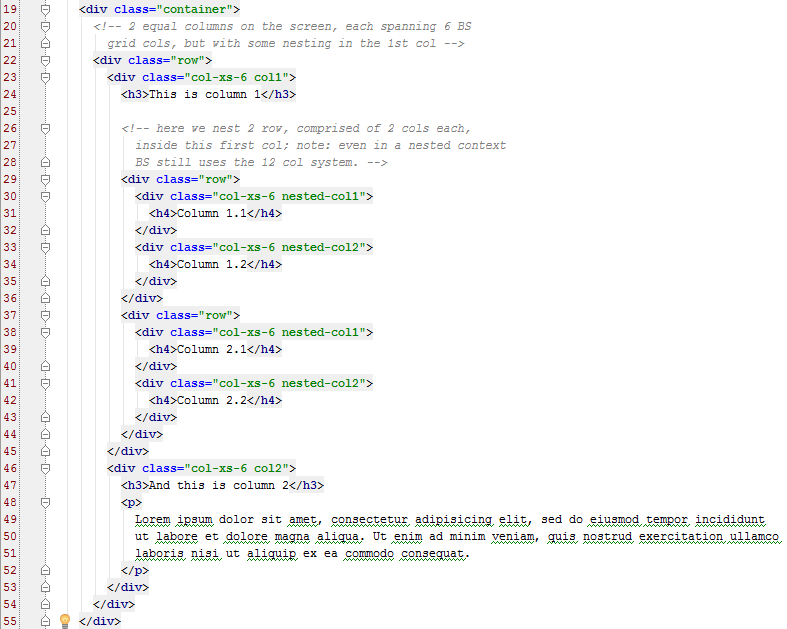 19 <div class="container">
20 <!-- 2 equal columns on the screen, each spanning 6 BS
21 grid cols, but with some nesting in the 1st col -->
22 <div class="row">
23 <div class="col-xs-6 col1">
24 <h3>This is column 1</h3>
25
26 <!-- here we nest 2 row, comprised of 2 cols each,
27 inside this first col; note: even in a nested context
28 BS still uses the 12 col system. -->
29 <div class="row">
30 <div class="col-xs-6 nested-col1">
31 <h4>Column 1.1</h4>
32 </div>
33 <div class="col-xs-6 nested-col2">
34 <h4>Column 1.2</h4>
35 </div>
36 </div>
37 <div class="row">
38 <div class="col-xs-6 nested-col1">
39 <h4>Column 2.1</h4>
40 </div>
41 <div class="col-xs-6 nested-col2">
42 <h4>Column 2.2</h4>
43 </div>
44 </div>
45 </div>
46 <div class="col-xs-6 col2">
47 <h3>And this is column 2</h3>
48 <p>
49 Lorem ipsum dolor sit amet, consectetur adipisicing elit, sed do eiusmod tempor incididunt
50 ut labore et dolore magna aliqua. Ut enim ad minim veniam, quis nostrud exercitation ullamco
51 laboris nisi ut aliquip ex ea commodo consequat.
52 </p>
53 </div>
54 </div>
55 </div>